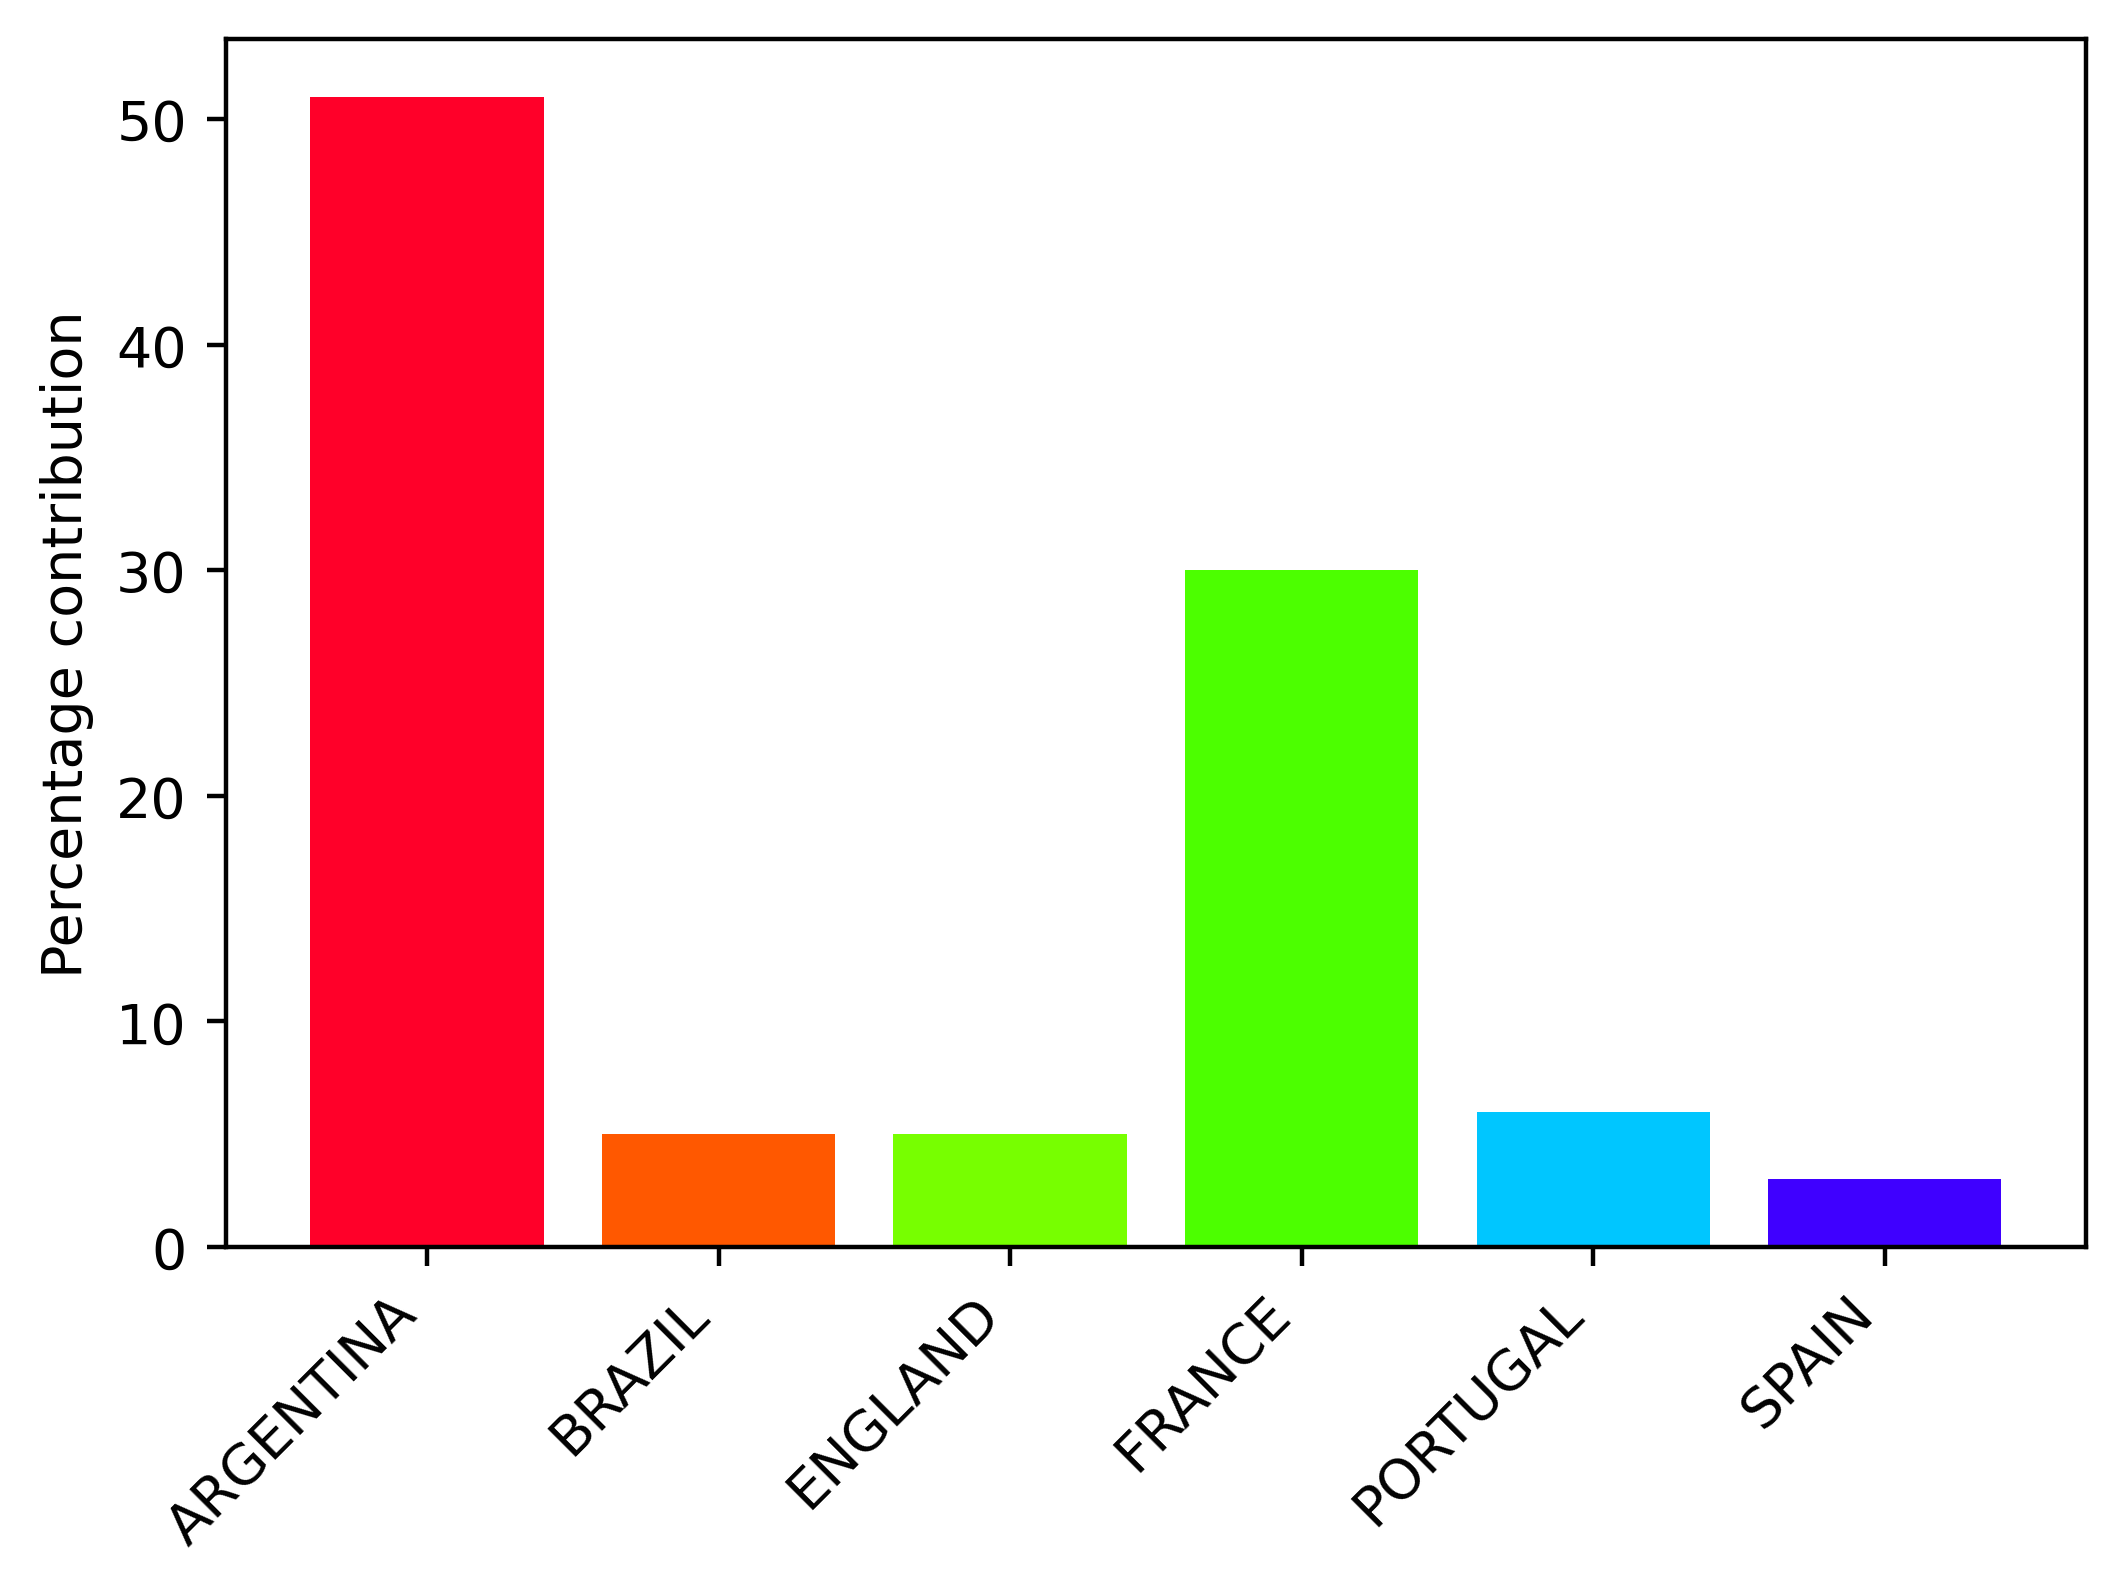 Percentage contribution
50
40
30
20
10
0
ARGENTINA
BRAZIL
ENGLAND
FRANCE
PORTUGAL
SPAIN